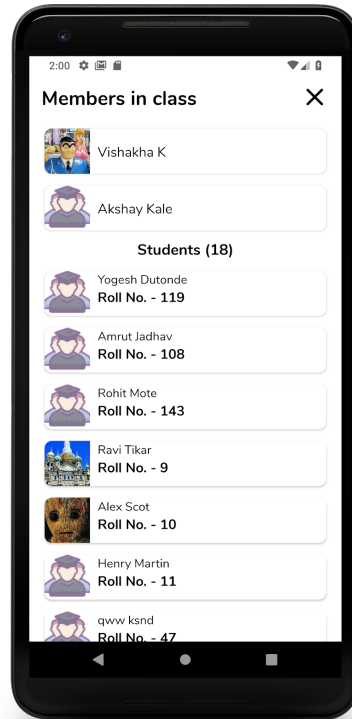 2:00
Members in class
Vishakha K
Akshay Kale
Students (18)
Yogesh Dutonde
Roll No. - 119
Amrut Jadhav
Roll No. - 108
Rohit Mote
Roll No. - 143
Ravi Tikar
Roll No. - 9
Alex Scot
Roll No. - 10
Henry Martin
Roll No. - 11
qww ksnd
Roll No. - 47